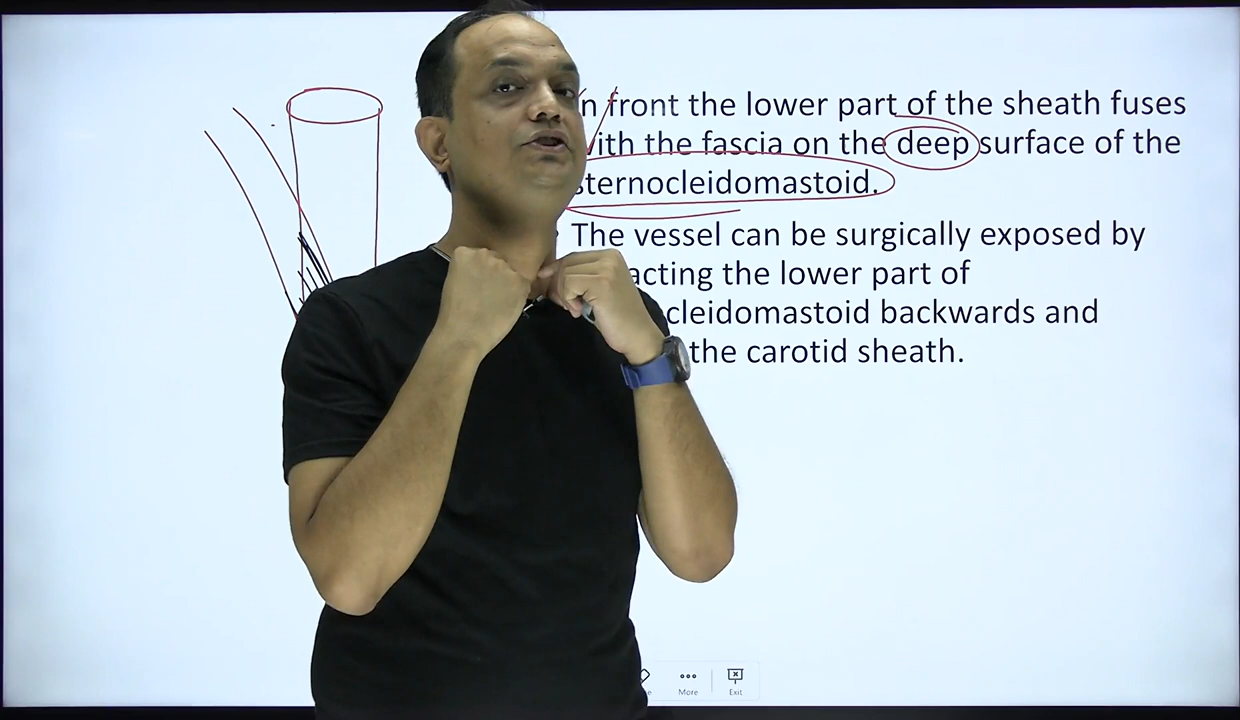 n front the lower part of the sheath fuses
with the fascia on the deep surface of the
sternocleidomastoid.
The vessel can be surgically exposed by
acting the lower part of
cleidomastoid backwards and
the carotid sheath.
More
Exit